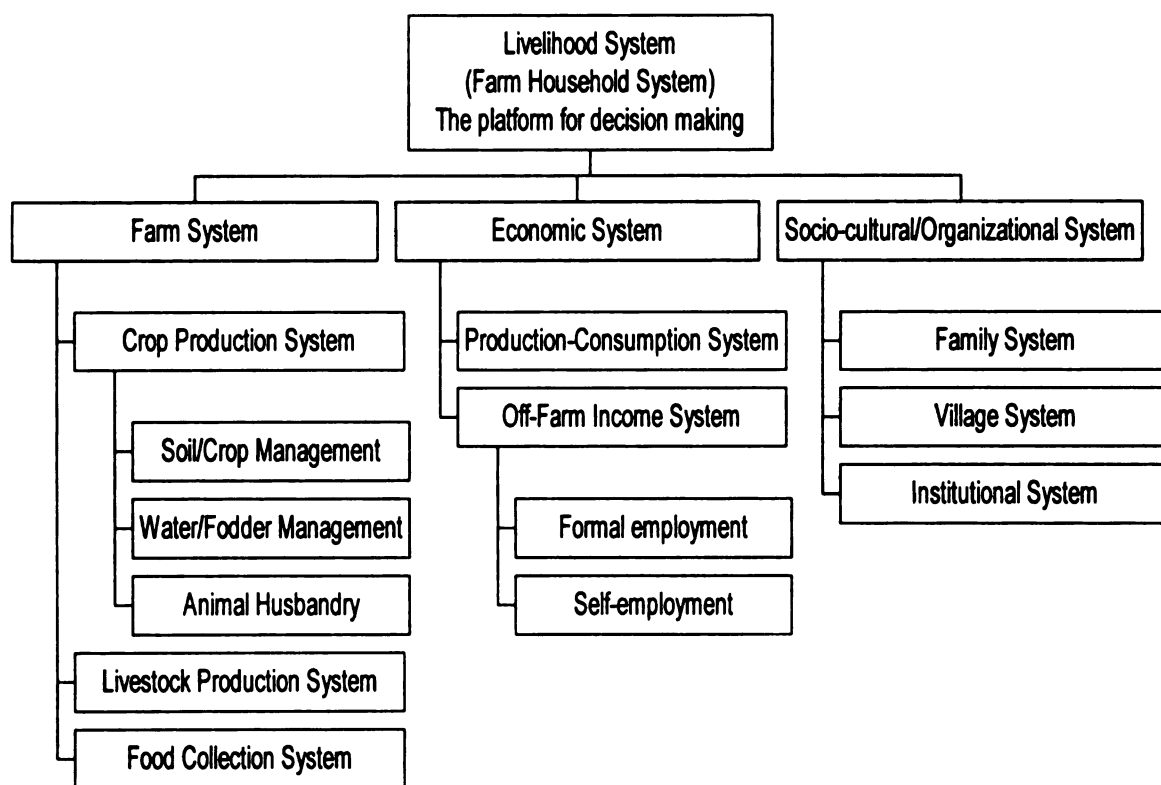 Livelihood System
(Farm Household System)
The platform for decision making
Farm System
Economic System
Socio-cultural/Organizational System
Crop Production System
Production-Consumption System
Family System
Off-Farm Income System
Village System
Soil/Crop Management
Institutional System
Water/Fodder Management
Formal employment
Animal Husbandry
Self-employment
Livestock Production System
Food Collection System